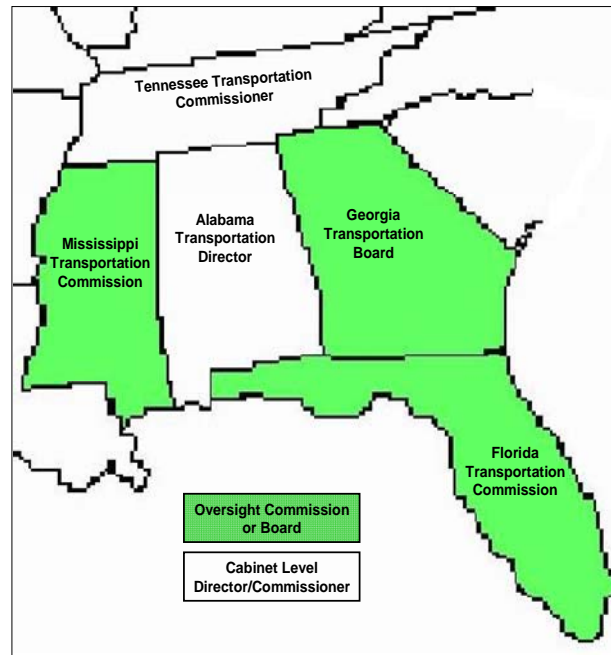 Tennessee Transportation
Commissioner
Mississippi
Transportation
Commission
Alabama
Transportation
Director
Georgia
Transportation
Board
Florida
Transportation
Commission
Oversight Commission
or Board
Cabinet Level
Director/Commissioner